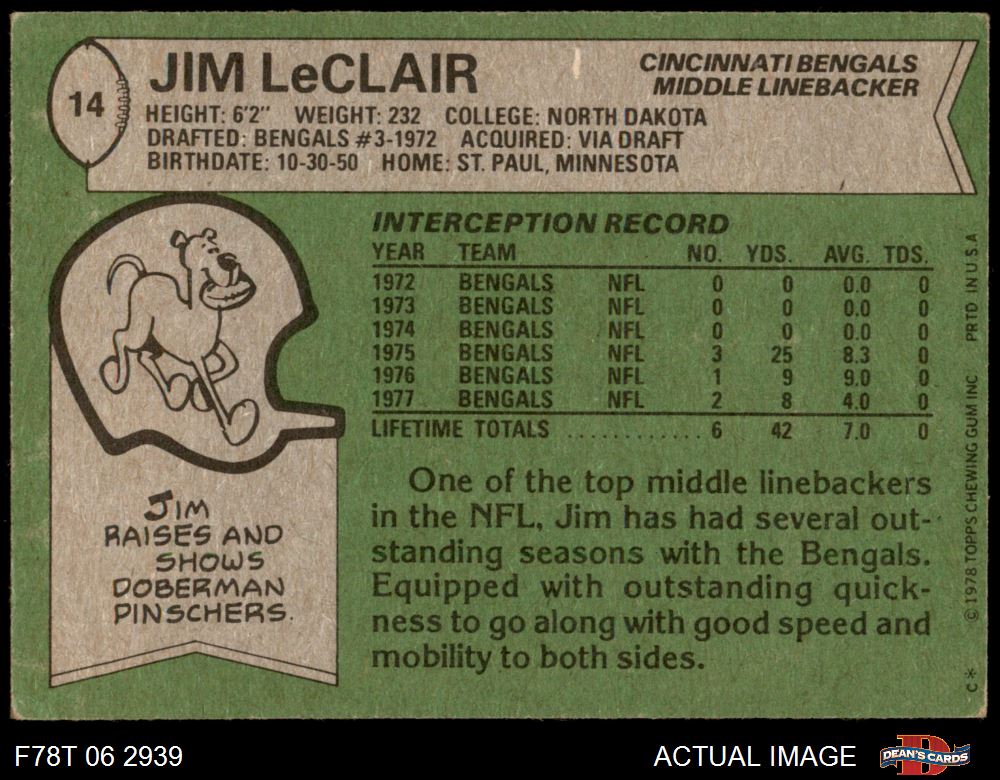 14
JIM LeCLAIR
CINCINNATI BENGALS
MIDDLE LINEBACKER
HEIGHT: 6'2" WEIGHT: 232 COLLEGE: NORTH DAKOTA
DRAFTED: BENGALS #3-1972 ACQUIRED: VIA DRAFT
BIRTHDATE: 10-30-50 HOME: ST. PAUL, MINNESOTA
INTERCEPTION RECORD
YEAR TEAM NO. YDS. AVG. TDS.
1972 BENGALS NFL 0 0 0.0 0
1973 BENGALS NFL 0 0 0.0 0
1974 BENGALS NFL 0 0 0.0 0
1975 BENGALS NFL 3 25 8.3 0
1976 BENGALS NFL 1 9 9.0 0
1977 BENGALS NFL 2 8 4.0 0
LIFETIME TOTALS ............ 6 42 7.0 0
One of the top middle linebackers
in the NFL, Jim has had several out-
standing seasons with the Bengals.
Equipped with outstanding quick-
ness to go along with good speed and
mobility to both sides.
JIM
RAISES AND
SHOWS
DOBERMAN
PINSCHERS.
C* © 1978 TOPPS CHEWING GUM INC PRTD IN U.S.A
F78T 06 2939
ACTUAL IMAGE
D
DEAN'S CARDS